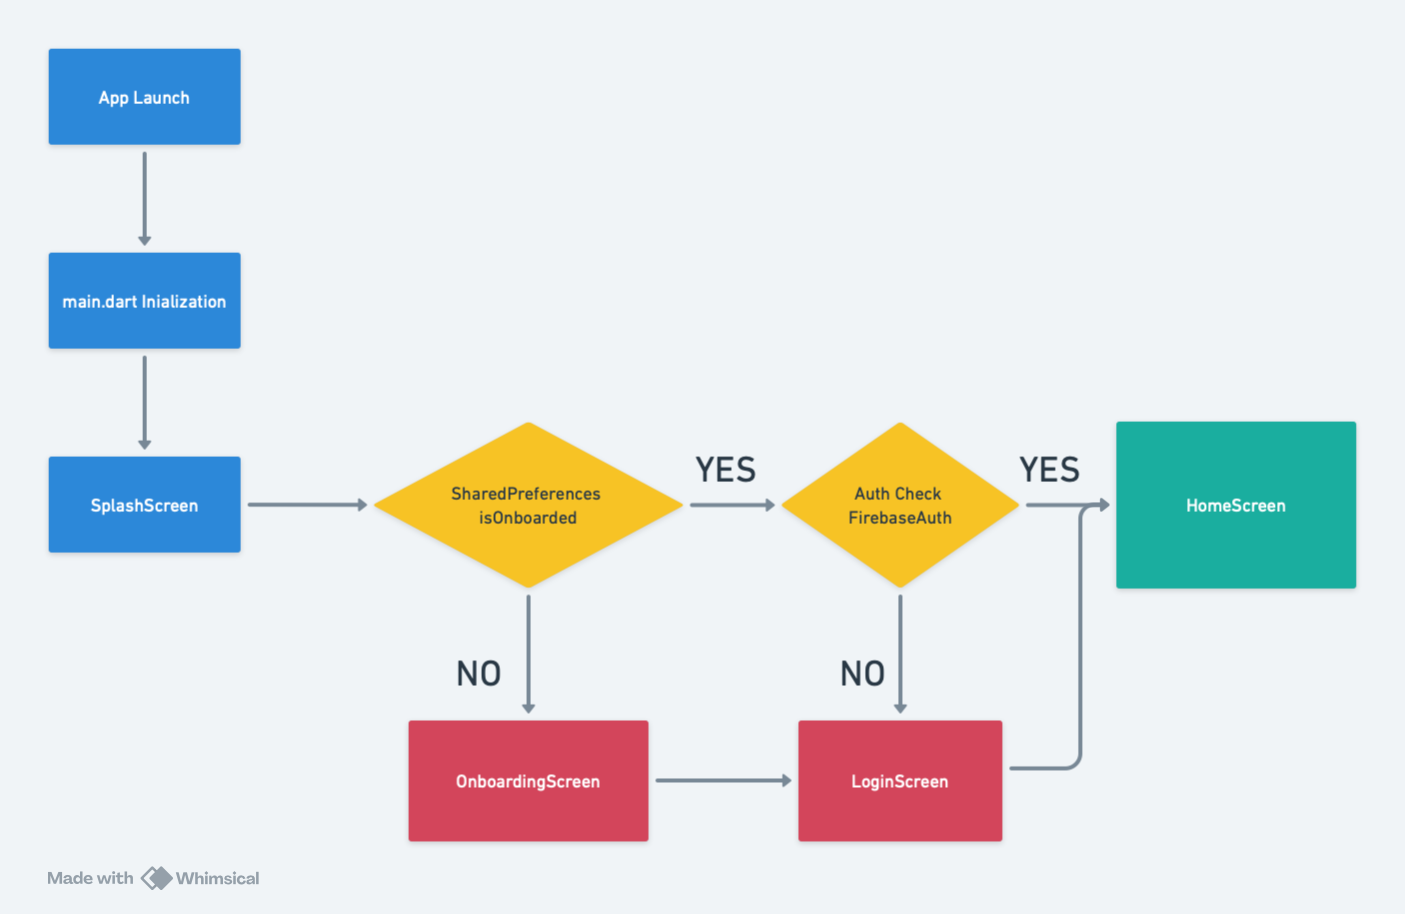 App Launch
main.dart Inialization
SplashScreen
SharedPreferences
isOnboarded
YES
Auth Check
FirebaseAuth
YES
HomeScreen
NO
NO
OnboardingScreen
LoginScreen
Made with Whimsical